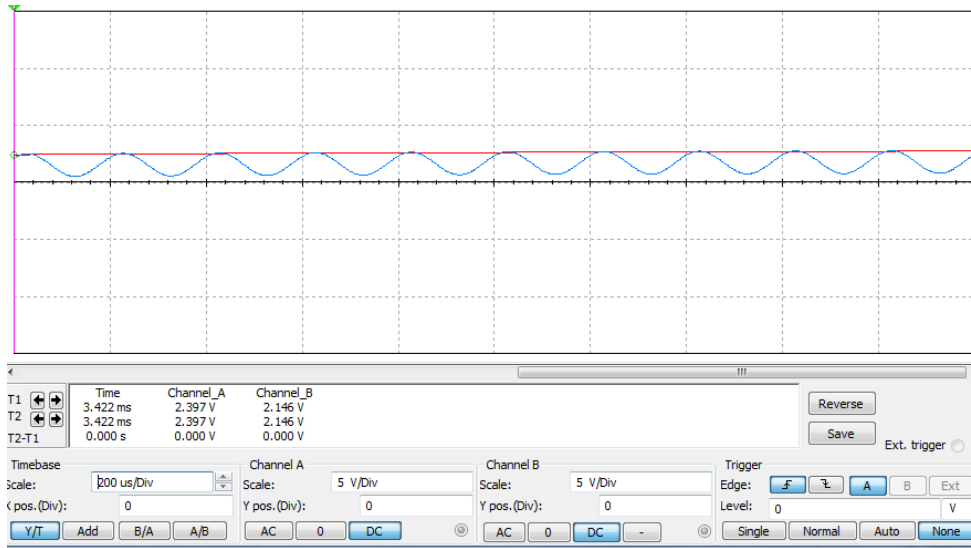 Time Channel_A Channel_B
T1 3.422 ms 2.397 V 2.146 V
T2 3.422 ms 2.397 V 2.146 V
T2-T1 0.000 s 0.000 V 0.000 V
Reverse
Save
Ext. trigger
Timebase
Scale: 200 us/Div
X pos.(Div): 0
Y/T Add B/A A/B
Channel A
Scale: 5 V/Div
Y pos.(Div): 0
AC 0 DC
Channel B
Scale: 5 V/Div
Y pos.(Div): 0
AC 0 DC -
Trigger
Edge: A B Ext
Level: 0 V
Single Normal Auto None